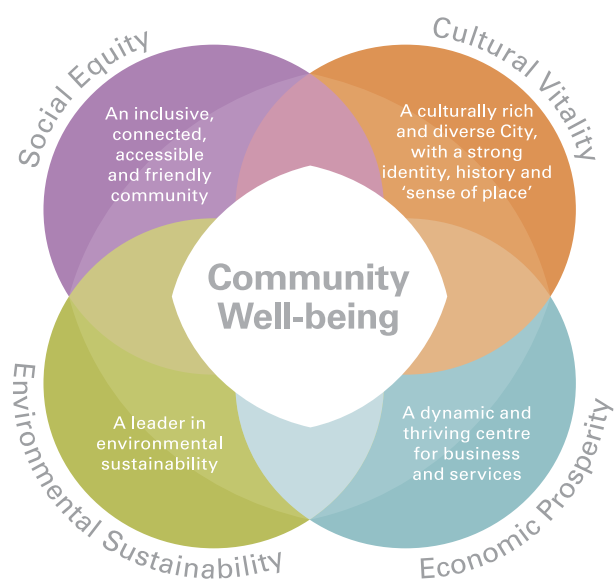 Social Equity
An inclusive,
connected,
accessible
and friendly
community
Cultural Vitality
A culturally rich
and diverse City,
with a strong
identity, history and
‘sense of place’
Community
Well-being
Environmental Sustainability
A leader in
environmental
sustainability
Economic Prosperity
A dynamic and
thriving centre
for business
and services